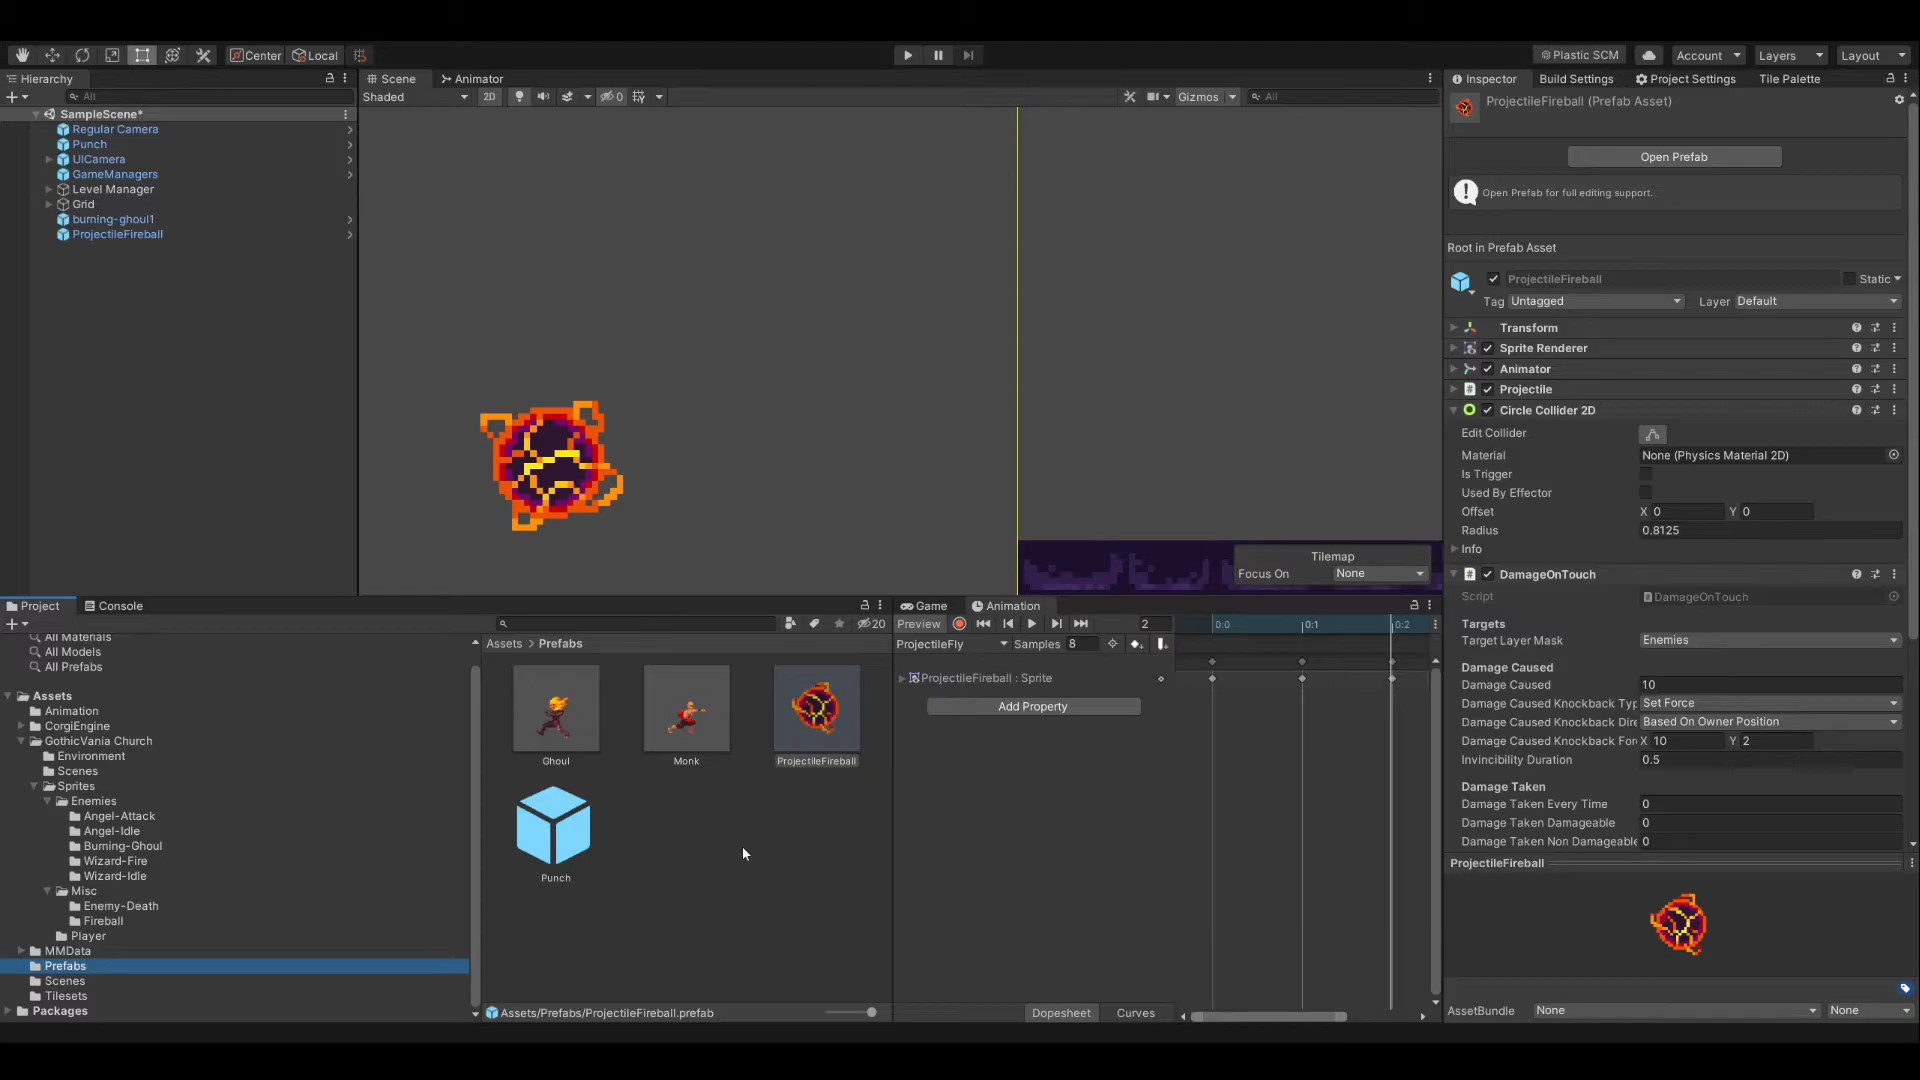 Center
Local
Plastic SCM
Account
Layers
Layout
Hierarchy
Scene
Animator
Inspector
Build Settings
Project Settings
Tile Palette
All
Shaded
2D
0
Gizmos
All
ProjectileFireball (Prefab Asset)
SampleScene*
Regular Camera
Punch
UICamera
GameManagers
Level Manager
Grid
burning-ghoul1
ProjectileFireball
Open Prefab
Open Prefab for full editing support.
Root in Prefab Asset
ProjectileFireball
Static
Tag Untagged
Layer Default
Transform
Sprite Renderer
Animator
Projectile
Circle Collider 2D
Edit Collider
Material None (Physics Material 2D)
Is Trigger
Used By Effector
Offset X 0 Y 0
Radius 0.8125
Info
DamageOnTouch
Script DamageOnTouch
Targets
Target Layer Mask Enemies
Damage Caused
Damage Caused 10
Damage Caused Knockback Typ Set Force
Damage Caused Knockback Dire Based On Owner Position
Damage Caused Knockback For X 10 Y 2
Invincibility Duration 0.5
Damage Taken
Damage Taken Every Time 0
Damage Taken Damageable 0
Damage Taken Non Damageable 0
ProjectileFireball
AssetBundle None None
Tilemap
Focus On None
Project
Console
20
All Materials
All Models
All Prefabs
Assets
Animation
CorgiEngine
GothicVania Church
Environment
Scenes
Sprites
Enemies
Angel-Attack
Angel-Idle
Burning-Ghoul
Wizard-Fire
Wizard-Idle
Misc
Enemy-Death
Fireball
Player
MMData
Prefabs
Scenes
Tilesets
Packages
Assets > Prefabs
Ghoul
Monk
ProjectileFireball
Punch
Assets/Prefabs/ProjectileFireball.prefab
Game
Animation
Preview
2
0:0
0:1
0:2
ProjectileFly
Samples 8
ProjectileFireball : Sprite
Add Property
Dopesheet
Curves